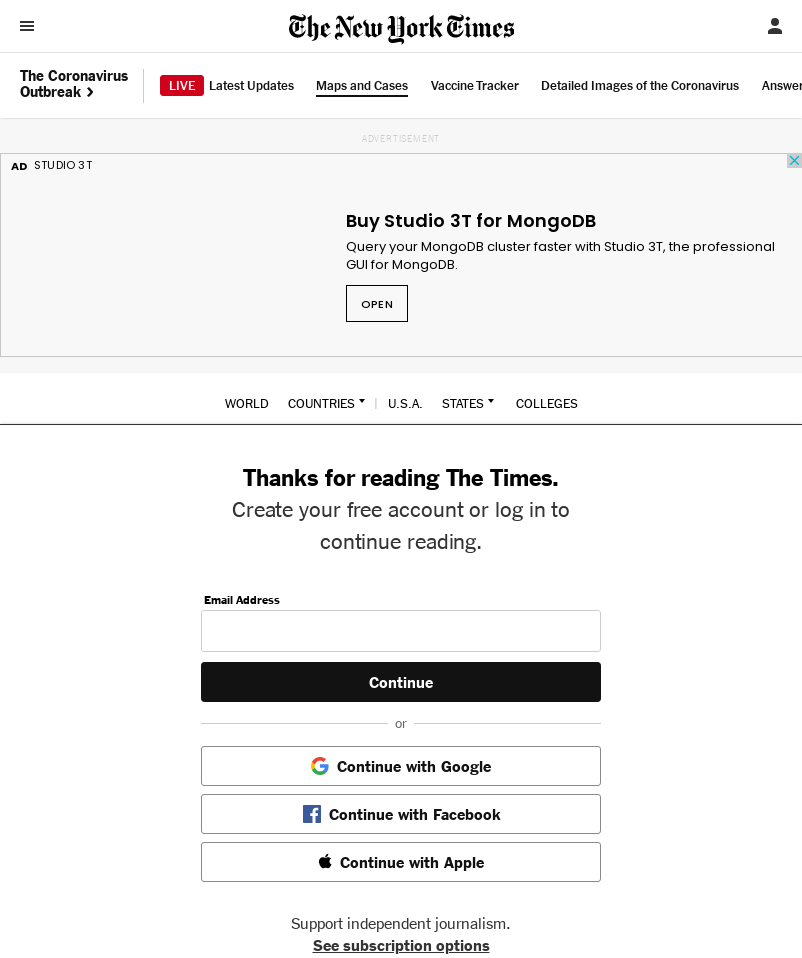 The New York Times
The Coronavirus
Outbreak
LIVE Latest Updates Maps and Cases Vaccine Tracker Detailed Images of the Coronavirus Answer
ADVERTISEMENT
AD STUDIO 3T
Buy Studio 3T for MongoDB
Query your MongoDB cluster faster with Studio 3T, the professional
GUI for MongoDB.
OPEN
WORLD COUNTRIES | U.S.A. STATES COLLEGES
Thanks for reading The Times.
Create your free account or log in to
continue reading.
Email Address
Continue
or
Continue with Google
Continue with Facebook
Continue with Apple
Support independent journalism.
See subscription options